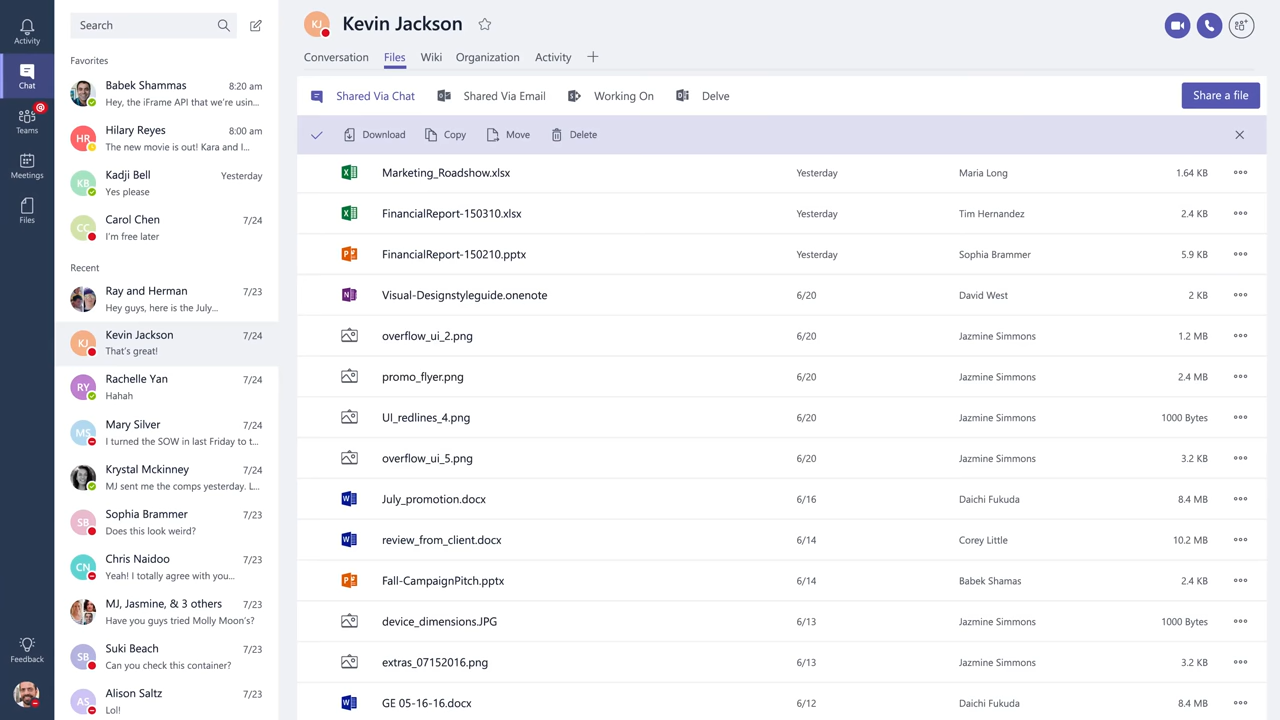 Activity
Chat
Teams
Meetings
Files
Feedback
Search
Favorites
Babek Shammas 8:20 am
Hey, the iFrame API that we're usin...
HR
Hilary Reyes 8:00 am
The new movie is out! Kara and I...
KB
Kadji Bell Yesterday
Yes please
CC
Carol Chen 7/24
I'm free later
Recent
Ray and Herman 7/23
Hey guys, here is the July...
KJ
Kevin Jackson 7/24
That's great!
RY
Rachelle Yan 7/24
Hahah
MS
Mary Silver 7/24
I turned the SOW in last Friday to t...
Krystal Mckinney 7/24
MJ sent me the comps yesterday. L...
SB
Sophia Brammer 7/23
Does this look weird?
CN
Chris Naidoo 7/23
Yeah! I totally agree with you...
MJ, Jasmine, & 3 others 7/23
Have you guys tried Molly Moon's?
SB
Suki Beach 7/23
Can you check this container?
AS
Alison Saltz 7/23
Lol!
KJ Kevin Jackson
Conversation Files Wiki Organization Activity
Shared Via Chat Shared Via Email Working On Delve Share a file
Download Copy Move Delete
Marketing_Roadshow.xlsx Yesterday Maria Long 1.64 KB
FinancialReport-150310.xlsx Yesterday Tim Hernandez 2.4 KB
FinancialReport-150210.pptx Yesterday Sophia Brammer 5.9 KB
Visual-Designstyleguide.onenote 6/20 David West 2 KB
overflow_ui_2.png 6/20 Jazmine Simmons 1.2 MB
promo_flyer.png 6/20 Jazmine Simmons 2.4 MB
UI_redlines_4.png 6/20 Jazmine Simmons 1000 Bytes
overflow_ui_5.png 6/20 Jazmine Simmons 3.2 KB
July_promotion.docx 6/16 Daichi Fukuda 8.4 MB
review_from_client.docx 6/14 Corey Little 10.2 MB
Fall-CampaignPitch.pptx 6/14 Babek Shamas 2.4 KB
device_dimensions.JPG 6/13 Jazmine Simmons 1000 Bytes
extras_07152016.png 6/13 Jazmine Simmons 3.2 KB
GE 05-16-16.docx 6/12 Daichi Fukuda 8.4 MB